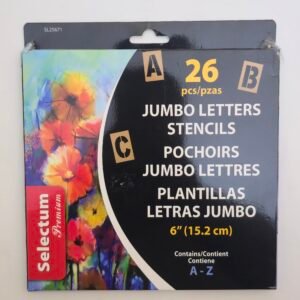 SL25671
A
B
C
26
pcs/pzas
JUMBO LETTERS
STENCILS
POCHOIRS
JUMBO LETTRES
PLANTILLAS
LETRAS JUMBO
6" (15.2 cm)
Contains/Contient
Contiene
A - Z
Selectum
Premium